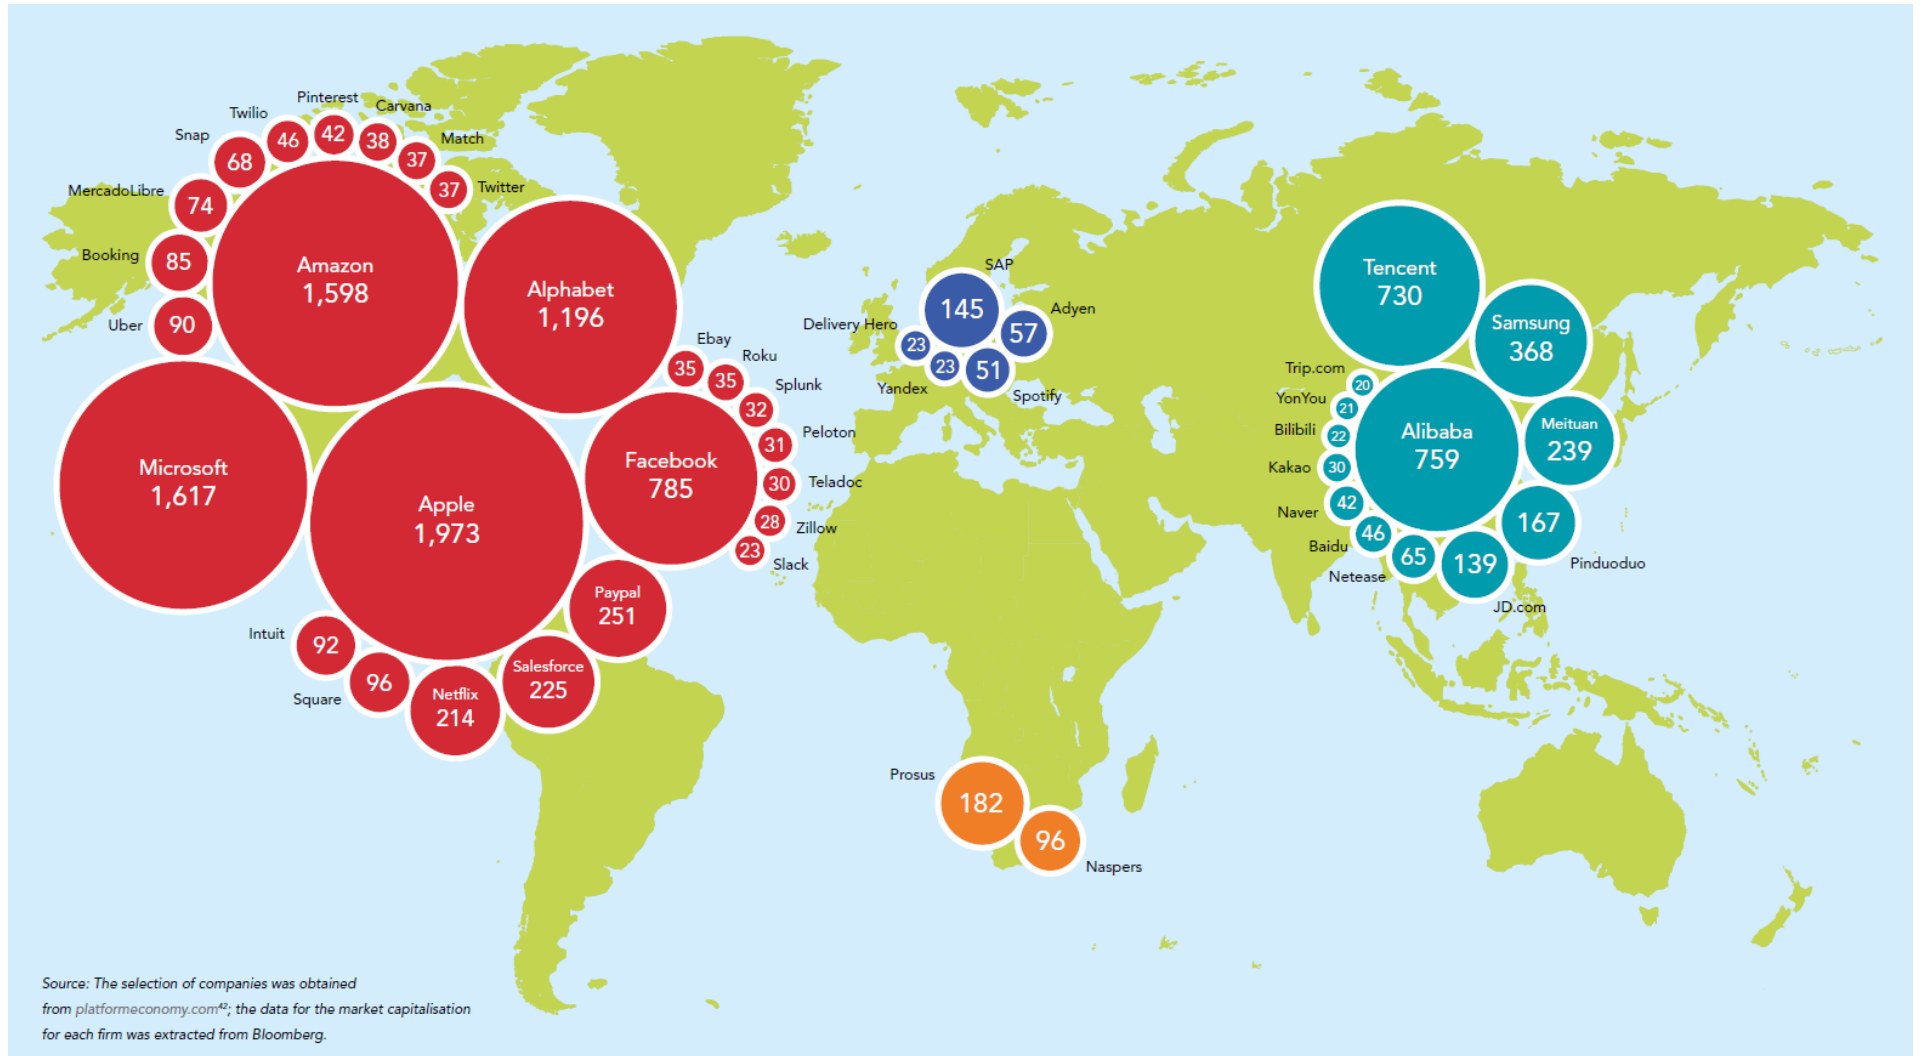 Pinterest
Carvana
Twilio
Snap
Match
46
42
38
37
68
MercadoLibre
37
Twitter
74
Booking
85
Amazon
1,598
Alphabet
1,196
Uber
90
Ebay
35
Roku
35
Splunk
32
Peloton
31
Microsoft
1,617
Apple
1,973
Facebook
785
Teladoc
30
Zillow
28
Slack
23
Paypal
251
Intuit
92
Square
96
Netflix
214
Salesforce
225
SAP
145
Adyen
57
Delivery Hero
23
Yandex
23
51
Spotify
Prosus
182
96
Naspers
Tencent
730
Samsung
368
Trip.com
20
YonYou
21
Bilibili
22
Kakao
30
Alibaba
759
Meituan
239
Naver
42
Baidu
46
Netease
65
139
JD.com
167
Pinduoduo
Source: The selection of companies was obtained
from platformeconomy.com⁴²; the data for the market capitalisation
for each firm was extracted from Bloomberg.